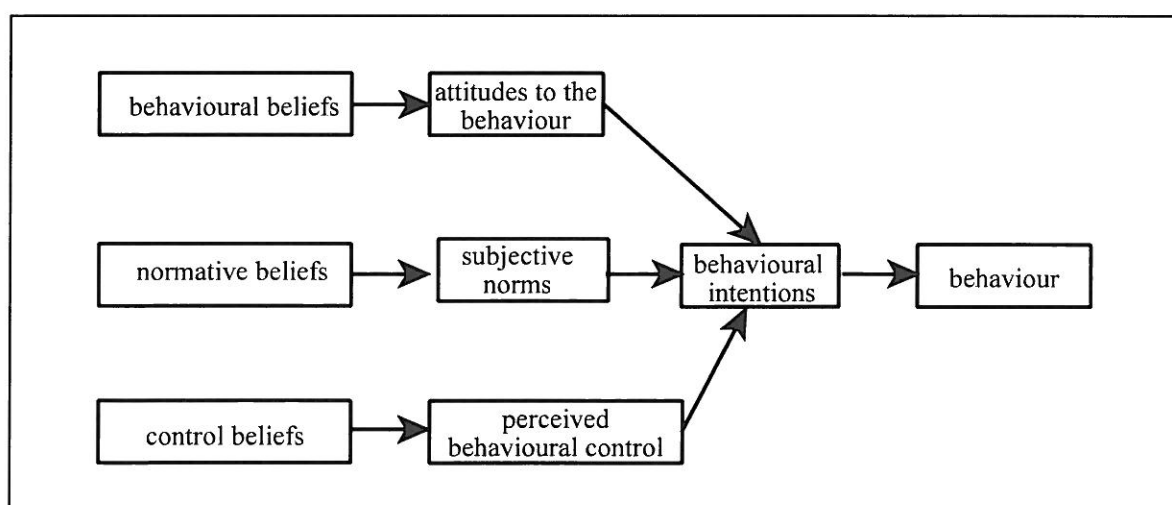 behavioural beliefs
attitudes to the
behaviour
normative beliefs
subjective
norms
behavioural
intentions
behaviour
control beliefs
perceived
behavioural control